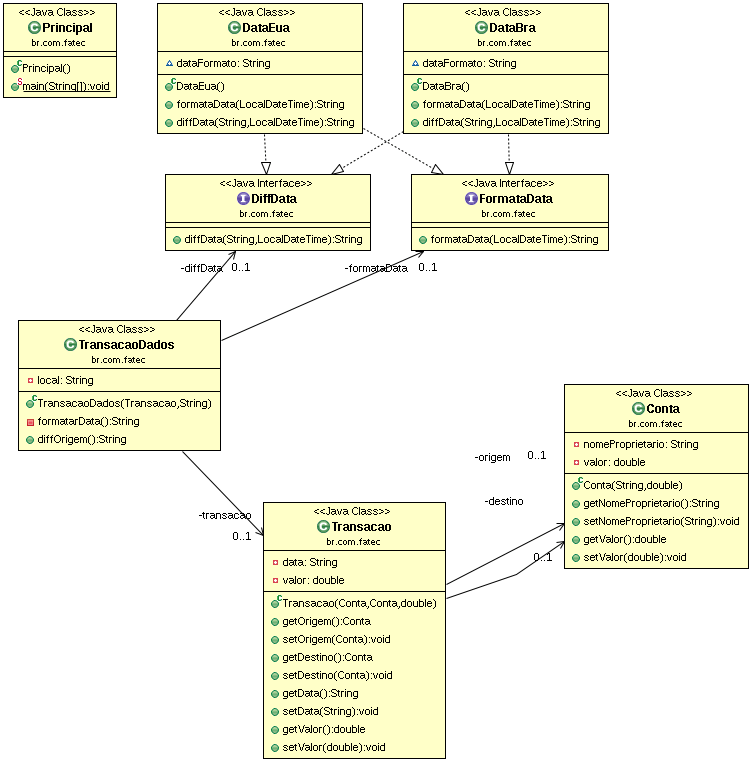 <<Java Class>>
Principal
br.com.fatec
Principal()
main(String[]):void
<<Java Class>>
DataEua
br.com.fatec
dataFormato: String
DataEua()
formataData(LocalDateTime):String
diffData(String,LocalDateTime):String
<<Java Class>>
DataBra
br.com.fatec
dataFormato: String
DataBra()
formataData(LocalDateTime):String
diffData(String,LocalDateTime):String
<<Java Interface>>
DiffData
br.com.fatec
diffData(String,LocalDateTime):String
<<Java Interface>>
FormataData
br.com.fatec
formataData(LocalDateTime):String
-diffData
0..1
-formataData
0..1
<<Java Class>>
TransacaoDados
br.com.fatec
local: String
TransacaoDados(Transacao,String)
formatarData():String
diffOrigem():String
<<Java Class>>
Conta
br.com.fatec
nomeProprietario: String
valor: double
Conta(String,double)
getNomeProprietario():String
setNomeProprietario(String):void
getValor():double
setValor(double):void
-origem
0..1
-destino
0..1
-transacao
0..1
<<Java Class>>
Transacao
br.com.fatec
data: String
valor: double
Transacao(Conta,Conta,double)
getOrigem():Conta
setOrigem(Conta):void
getDestino():Conta
setDestino(Conta):void
getData():String
setData(String):void
getValor():double
setValor(double):void